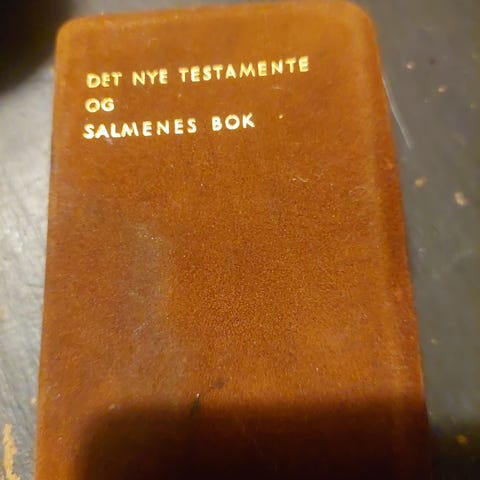 DET NYE TESTAMENTE
OG
SALMENES BOK